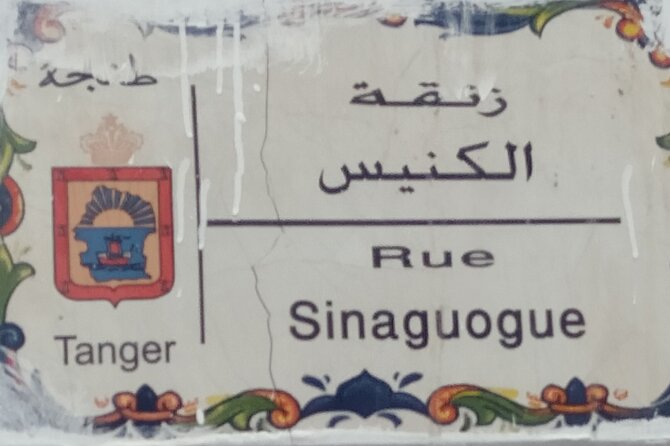 طنجة
زنقة
الكنيس
Rue
Sinaguogue
Tanger